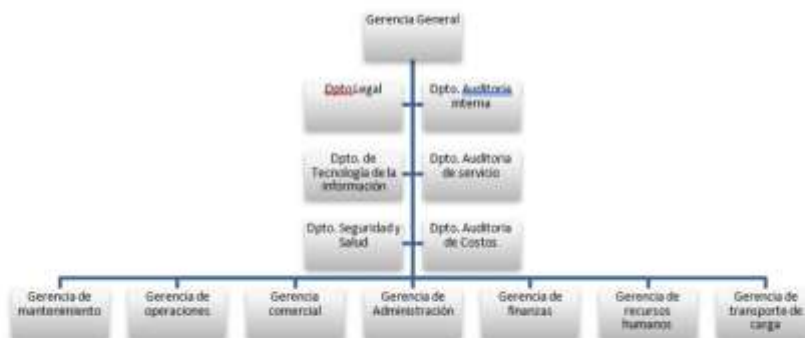 Gerencia General
Dpto Legal
Dpto. Auditoria
interna
Dpto. de
Tecnología de la
información
Dpto. Auditoria
de servicio
Dpto. Seguridad y
Salud
Dpto. Auditoria
de Costos
Gerencia de
mantenimiento
Gerencia de
operaciones
Gerencia
comercial
Gerencia de
Administración
Gerencia de
finanzas
Gerencia de
recursos
humanos
Gerencia de
transporte de
carga